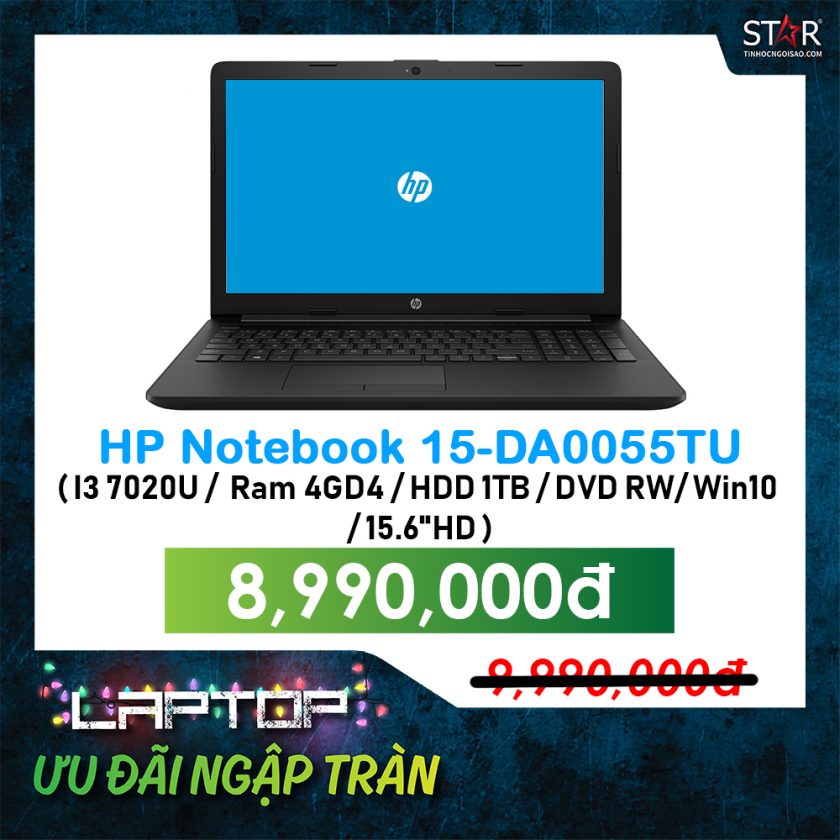 STAR®
TINHOCNGOISAO.COM
hp
hp
HP Notebook 15-DA0055TU
( I3 7020U / Ram 4GD4 / HDD 1TB / DVD RW/ Win10
/ 15.6"HD )
8,990,000đ
9,990,000đ
LAPTOP
ƯU ĐÃI NGẬP TRÀN